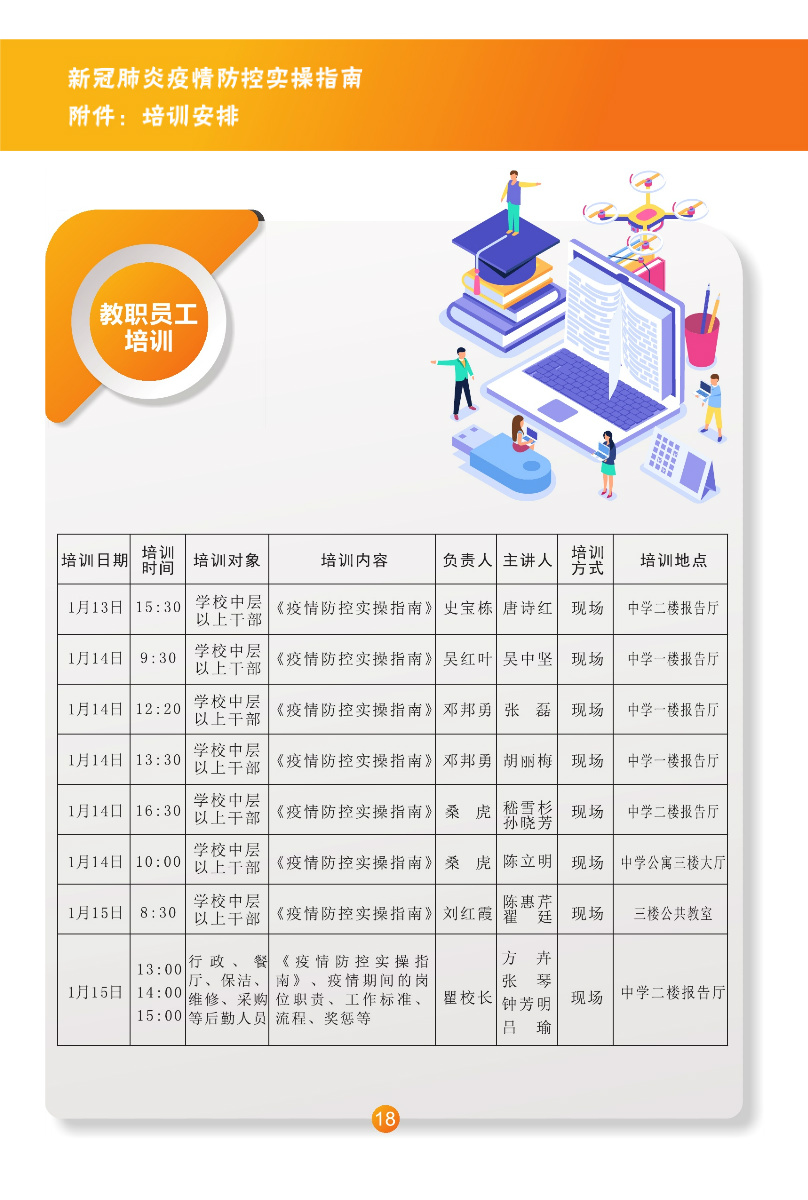 新冠肺炎疫情防控实操指南
附件：培训安排
教职员工
培训
培训日期 培训时间 培训对象 培训内容 负责人 主讲人 培训方式 培训地点
1月13日 15:30 学校中层以上干部 《疫情防控实操指南》 史宝栋 唐诗红 现场 中学二楼报告厅
1月14日 9:30 学校中层以上干部 《疫情防控实操指南》 吴红叶 吴中坚 现场 中学一楼报告厅
1月14日 12:20 学校中层以上干部 《疫情防控实操指南》 邓邦勇 张 磊 现场 中学一楼报告厅
1月14日 13:30 学校中层以上干部 《疫情防控实操指南》 邓邦勇 胡丽梅 现场 中学一楼报告厅
1月14日 16:30 学校中层以上干部 《疫情防控实操指南》 桑 虎 嵇雪杉 孙晓芳 现场 中学二楼报告厅
1月14日 10:00 学校中层以上干部 《疫情防控实操指南》 桑 虎 陈立明 现场 中学公寓三楼大厅
1月15日 8:30 学校中层以上干部 《疫情防控实操指南》 刘红霞 陈惠芹 翟 廷 现场 三楼公共教室
1月15日 13:00 14:00 15:00 行政、餐厅、保洁、维修、采购等后勤人员 《疫情防控实操指南》、疫情期间的岗位职责、工作标准、流程、奖惩等 瞿校长 方 卉 张 琴 钟芳明 吕 瑜 现场 中学二楼报告厅
18